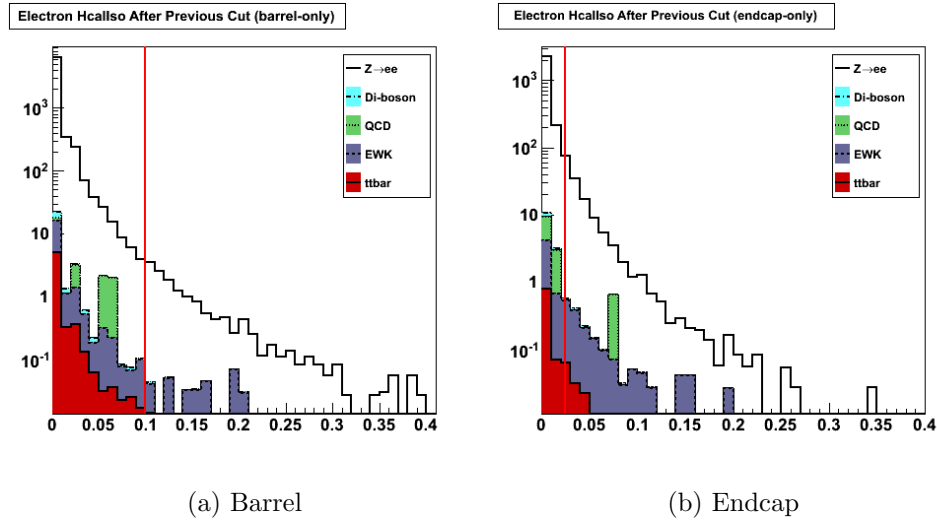 Electron HcalIso After Previous Cut (barrel-only)
Z→ee
Di-boson
QCD
EWK
ttbar
10³
10²
10
1
10⁻¹
0 0.05 0.1 0.15 0.2 0.25 0.3 0.35 0.4
(a) Barrel
Electron HcalIso After Previous Cut (endcap-only)
Z→ee
Di-boson
QCD
EWK
ttbar
10³
10²
10
1
10⁻¹
0 0.05 0.1 0.15 0.2 0.25 0.3 0.35 0.4
(b) Endcap